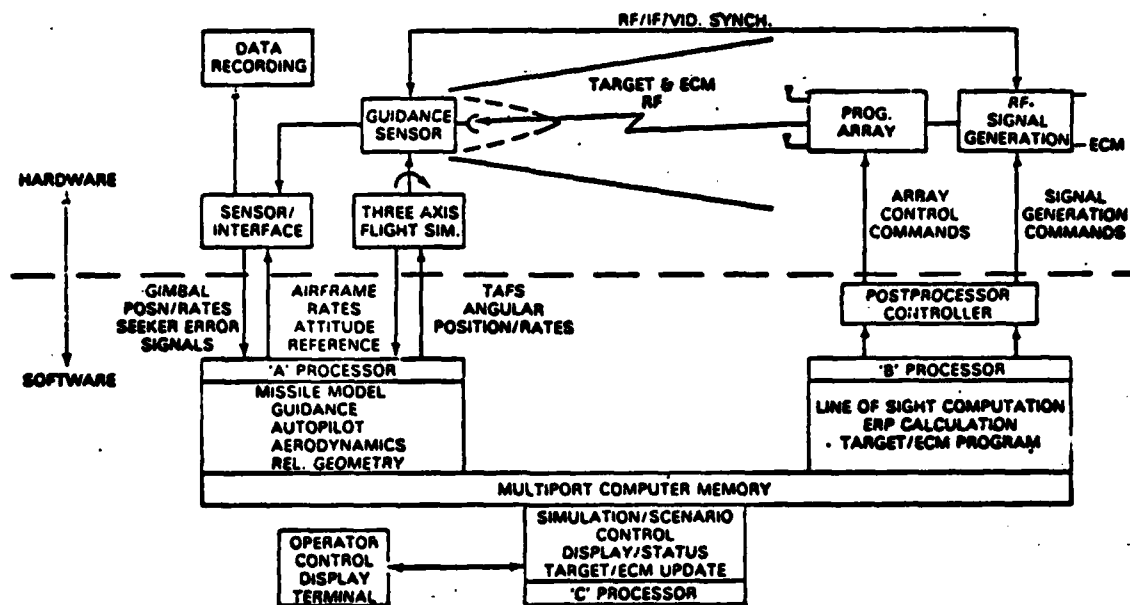 RF/IF/VID. SYNCH.
DATA
RECORDING
TARGET & ECM
RF
GUIDANCE
SENSOR
PROG.
ARRAY
RF-
SIGNAL
GENERATION
ECM
HARDWARE
SENSOR/
INTERFACE
THREE AXIS
FLIGHT SIM.
ARRAY
CONTROL
COMMANDS
SIGNAL
GENERATION
COMMANDS
GIMBAL
POSN/RATES
SEEKER ERROR
SIGNALS
AIRFRAME
RATES
ATTITUDE
REFERENCE
TAFS
ANGULAR
POSITION/RATES
POSTPROCESSOR
CONTROLLER
SOFTWARE
'A' PROCESSOR
MISSILE MODEL
GUIDANCE
AUTOPILOT
AERODYNAMICS
REL. GEOMETRY
'B' PROCESSOR
LINE OF SIGHT COMPUTATION
ERP CALCULATION
TARGET/ECM PROGRAM
MULTIPORT COMPUTER MEMORY
SIMULATION/SCENARIO
CONTROL
DISPLAY/STATUS
TARGET/ECM UPDATE
'C' PROCESSOR
OPERATOR
CONTROL
DISPLAY
TERMINAL